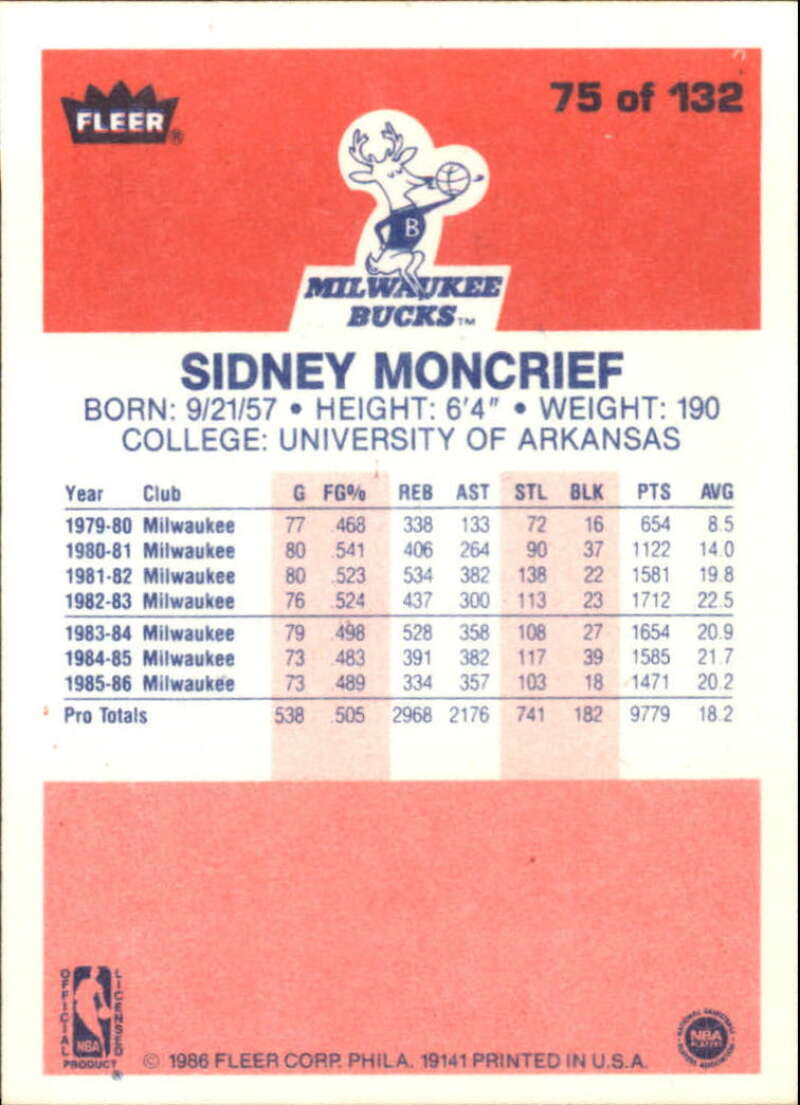 75 of 132
FLEER®
B
MILWAUKEE
BUCKS™
SIDNEY MONCRIEF
BORN: 9/21/57 • HEIGHT: 6'4" • WEIGHT: 190
COLLEGE: UNIVERSITY OF ARKANSAS
Year Club G FG% REB AST STL BLK PTS AVG
1979-80 Milwaukee 77 .468 338 133 72 16 654 8.5
1980-81 Milwaukee 80 .541 406 264 90 37 1122 14.0
1981-82 Milwaukee 80 .523 534 382 138 22 1581 19.8
1982-83 Milwaukee 76 .524 437 300 113 23 1712 22.5
1983-84 Milwaukee 79 .498 528 358 108 27 1654 20.9
1984-85 Milwaukee 73 .483 391 382 117 39 1585 21.7
1985-86 Milwaukee 73 .489 334 357 103 18 1471 20.2
Pro Totals 538 .505 2968 2176 741 182 9779 18.2
OFFICIAL
LICENSED
NBA
PRODUCT®
© 1986 FLEER CORP. PHILA. 19141 PRINTED IN U.S.A.
NATIONAL BASKETBALL
NBA
PLAYERS
PLAYERS ASSOCIATION